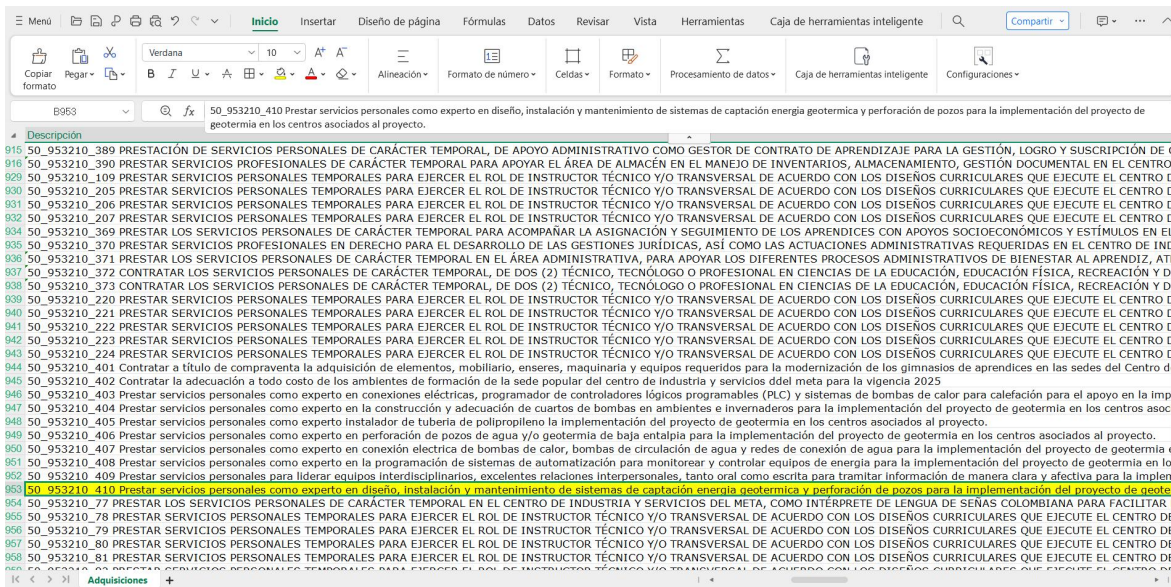 Menú Inicio Insertar Diseño de página Fórmulas Datos Revisar Vista Herramientas Caja de herramientas inteligente Compartir
Verdana 10 A+ A-
Copiar formato Pegar B I U A Alineación Formato de número Celdas Formato Procesamiento de datos Caja de herramientas inteligente Configuraciones
B953 fx 50_953210_410 Prestar servicios personales como experto en diseño, instalación y mantenimiento de sistemas de captación energia geotermica y perforación de pozos para la implementación del proyecto de
geotermia en los centros asociados al proyecto.
Descripción
915 50_953210_389 PRESTACIÓN DE SERVICIOS PERSONALES DE CARÁCTER TEMPORAL, DE APOYO ADMINISTRATIVO COMO GESTOR DE CONTRATO DE APRENDIZAJE PARA LA GESTIÓN, LOGRO Y SUSCRIPCIÓN DE
916 50_953210_390 PRESTAR SERVICIOS PROFESIONALES DE CARÁCTER TEMPORAL PARA APOYAR EL ÁREA DE ALMACÉN EN EL MANEJO DE INVENTARIOS, ALMACENAMIENTO, GESTIÓN DOCUMENTAL EN EL CENTRO
929 50_953210_109 PRESTAR SERVICIOS PERSONALES TEMPORALES PARA EJERCER EL ROL DE INSTRUCTOR TÉCNICO Y/O TRANSVERSAL DE ACUERDO CON LOS DISEÑOS CURRICULARES QUE EJECUTE EL CENTRO
930 50_953210_205 PRESTAR SERVICIOS PERSONALES TEMPORALES PARA EJERCER EL ROL DE INSTRUCTOR TÉCNICO Y/O TRANSVERSAL DE ACUERDO CON LOS DISEÑOS CURRICULARES QUE EJECUTE EL CENTRO
931 50_953210_206 PRESTAR SERVICIOS PERSONALES TEMPORALES PARA EJERCER EL ROL DE INSTRUCTOR TÉCNICO Y/O TRANSVERSAL DE ACUERDO CON LOS DISEÑOS CURRICULARES QUE EJECUTE EL CENTRO
932 50_953210_207 PRESTAR SERVICIOS PERSONALES TEMPORALES PARA EJERCER EL ROL DE INSTRUCTOR TÉCNICO Y/O TRANSVERSAL DE ACUERDO CON LOS DISEÑOS CURRICULARES QUE EJECUTE EL CENTRO
934 50_953210_369 PRESTAR LOS SERVICIOS PERSONALES DE CARÁCTER TEMPORAL PARA ACOMPAÑAR LA ASIGNACIÓN Y SEGUIMIENTO DE LOS APRENDICES CON APOYOS SOCIOECONÓMICOS Y ESTÍMULOS EN EL
935 50_953210_370 PRESTAR LOS SERVICIOS PROFESIONALES EN DERECHO PARA EL DESARROLLO DE LAS GESTIONES JURÍDICAS, ASÍ COMO LAS ACTUACIONES ADMINISTRATIVAS REQUERIDAS EN EL CENTRO DE
936 50_953210_371 PRESTAR LOS SERVICIOS PERSONALES DE CARÁCTER TEMPORAL EN EL ÁREA ADMINISTRATIVA, PARA APOYAR LOS DIFERENTES PROCESOS ADMINISTRATIVOS DE BIENESTAR AL APRENDIZ,
937 50_953210_372 CONTRATAR LOS SERVICIOS PERSONALES DE CARÁCTER TEMPORAL, DE DOS (2) TÉCNICO, TECNÓLOGO O PROFESIONAL EN CIENCIAS DE LA EDUCACIÓN, EDUCACIÓN FÍSICA, RECREACIÓN Y
938 50_953210_373 CONTRATAR LOS SERVICIOS PERSONALES DE CARÁCTER TEMPORAL, DE DOS (2) TÉCNICO, TECNÓLOGO O PROFESIONAL EN CIENCIAS DE LA EDUCACIÓN, EDUCACIÓN FÍSICA, RECREACIÓN Y
939 50_953210_220 PRESTAR SERVICIOS PERSONALES TEMPORALES PARA EJERCER EL ROL DE INSTRUCTOR TÉCNICO Y/O TRANSVERSAL DE ACUERDO CON LOS DISEÑOS CURRICULARES QUE EJECUTE EL CENTRO
940 50_953210_221 PRESTAR SERVICIOS PERSONALES TEMPORALES PARA EJERCER EL ROL DE INSTRUCTOR TÉCNICO Y/O TRANSVERSAL DE ACUERDO CON LOS DISEÑOS CURRICULARES QUE EJECUTE EL CENTRO
941 50_953210_222 PRESTAR SERVICIOS PERSONALES TEMPORALES PARA EJERCER EL ROL DE INSTRUCTOR TÉCNICO Y/O TRANSVERSAL DE ACUERDO CON LOS DISEÑOS CURRICULARES QUE EJECUTE EL CENTRO
942 50_953210_223 PRESTAR SERVICIOS PERSONALES TEMPORALES PARA EJERCER EL ROL DE INSTRUCTOR TÉCNICO Y/O TRANSVERSAL DE ACUERDO CON LOS DISEÑOS CURRICULARES QUE EJECUTE EL CENTRO
943 50_953210_224 PRESTAR SERVICIOS PERSONALES TEMPORALES PARA EJERCER EL ROL DE INSTRUCTOR TÉCNICO Y/O TRANSVERSAL DE ACUERDO CON LOS DISEÑOS CURRICULARES QUE EJECUTE EL CENTRO
944 50_953210_401 Contratar a título de compraventa la adquisición de elementos, mobiliario, enseres, maquinaria y equipos requeridos para la modernización de los gimnasios de aprendices en las sedes del Centro
945 50_953210_402 Contratar la adecuación a todo costo de los ambientes de formación de la sede popular del centro de industria y servicios ddel meta para la vigencia 2025
946 50_953210_403 Prestar servicios personales como experto en conexiones eléctricas, programador de controladores lógicos programables (PLC) y sistemas de bombas de calor para calefación para el apoyo en la
947 50_953210_404 Prestar servicios personales como experto en la construcción y adecuación de cuartos de bombas en ambientes e invernaderos para la implementación del proyecto de geotermia en los centros
948 50_953210_405 Prestar servicios personales como experto instalador de tuberia de polipropileno la implementación del proyecto de geotermia en los centros asociados al proyecto.
949 50_953210_406 Prestar servicios personales como experto en perforación de pozos de agua y/o geotermia de baja entalpia para la implementación del proyecto de geotermia en los centros asociados al proyecto.
950 50_953210_407 Prestar servicios personales como experto en conexión electrica de bombas de calor, bombas de circulación de agua y redes de conexión de agua para la implementación del proyecto de geotermia
951 50_953210_408 Prestar servicios personales como experto en la programación de sistemas de automatización para monitorear y controlar equipos de energia para la implementación del proyecto de geotermia en
952 50_953210_409 Prestar servicios personales para liderar equipos interdisciplinarios, excelentes relaciones interpersonales, tanto oral como escrita para tramitar información de manera clara y afectiva para la
953 50_953210_410 Prestar servicios personales como experto en diseño, instalación y mantenimiento de sistemas de captación energia geotermica y perforación de pozos para la implementación del proyecto de
954 50_953210_77 PRESTAR LOS SERVICIOS PERSONALES DE CARÁCTER TEMPORAL EN EL CENTRO DE INDUSTRIA Y SERVICIOS DEL META, COMO INTÉRPRETE DE LENGUA DE SEÑAS COLOMBIANA PARA FACILITAR
955 50_953210_78 PRESTAR SERVICIOS PERSONALES TEMPORALES PARA EJERCER EL ROL DE INSTRUCTOR TÉCNICO Y/O TRANSVERSAL DE ACUERDO CON LOS DISEÑOS CURRICULARES QUE EJECUTE EL CENTRO DE
956 50_953210_79 PRESTAR SERVICIOS PERSONALES TEMPORALES PARA EJERCER EL ROL DE INSTRUCTOR TÉCNICO Y/O TRANSVERSAL DE ACUERDO CON LOS DISEÑOS CURRICULARES QUE EJECUTE EL CENTRO DE
957 50_953210_80 PRESTAR SERVICIOS PERSONALES TEMPORALES PARA EJERCER EL ROL DE INSTRUCTOR TÉCNICO Y/O TRANSVERSAL DE ACUERDO CON LOS DISEÑOS CURRICULARES QUE EJECUTE EL CENTRO DE
958 50_953210_81 PRESTAR SERVICIOS PERSONALES TEMPORALES PARA EJERCER EL ROL DE INSTRUCTOR TÉCNICO Y/O TRANSVERSAL DE ACUERDO CON LOS DISEÑOS CURRICULARES QUE EJECUTE EL CENTRO DE
Adquisiciones